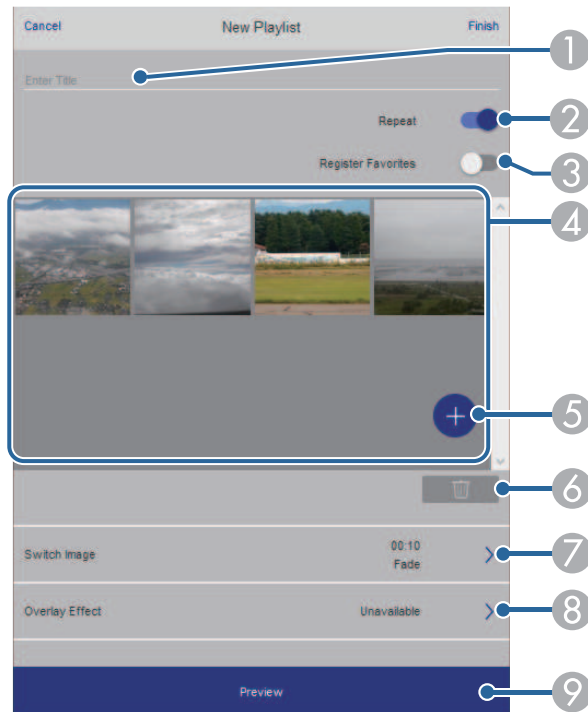 Cancel New Playlist Finish
1
Enter Title
Repeat 2
Register Favorites 3
4
5
6
Switch Image 00:10 7
Fade
Overlay Effect Unavailable 8
Preview 9